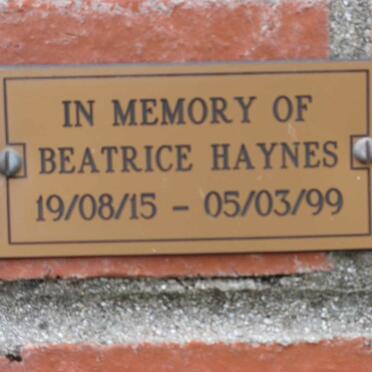 IN MEMORY OF
BEATRICE HAYNES
19/08/15 - 05/03/99